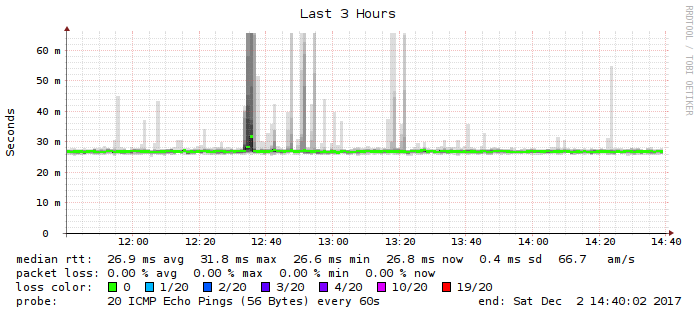 Last 3 Hours
RRDTOOL / TOBI OETIKER
Seconds
60 m
50 m
40 m
30 m
20 m
10 m
0
12:00 12:20 12:40 13:00 13:20 13:40 14:00 14:20 14:40
median rtt: 26.9 ms avg 31.8 ms max 26.6 ms min 26.8 ms now 0.4 ms sd 66.7 am/s
packet loss: 0.00 % avg 0.00 % max 0.00 % min 0.00 % now
loss color: 0 1/20 2/20 3/20 4/20 10/20 19/20
probe: 20 ICMP Echo Pings (56 Bytes) every 60s end: Sat Dec 2 14:40:02 2017